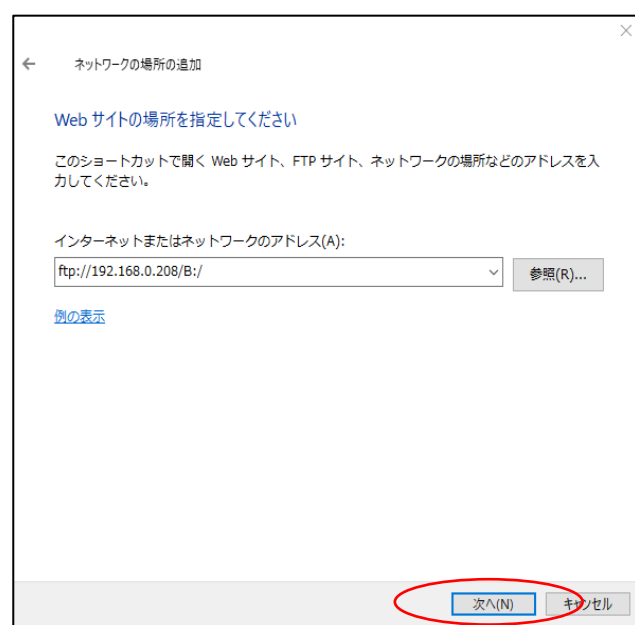 ネットワークの場所の追加
Web サイトの場所を指定してください
このショートカットで開く Web サイト、FTP サイト、ネットワークの場所などのアドレスを入
力してください。
インターネットまたはネットワークのアドレス(A):
ftp://192.168.0.208/B:/
参照(R)...
例の表示
次へ(N)
キャンセル